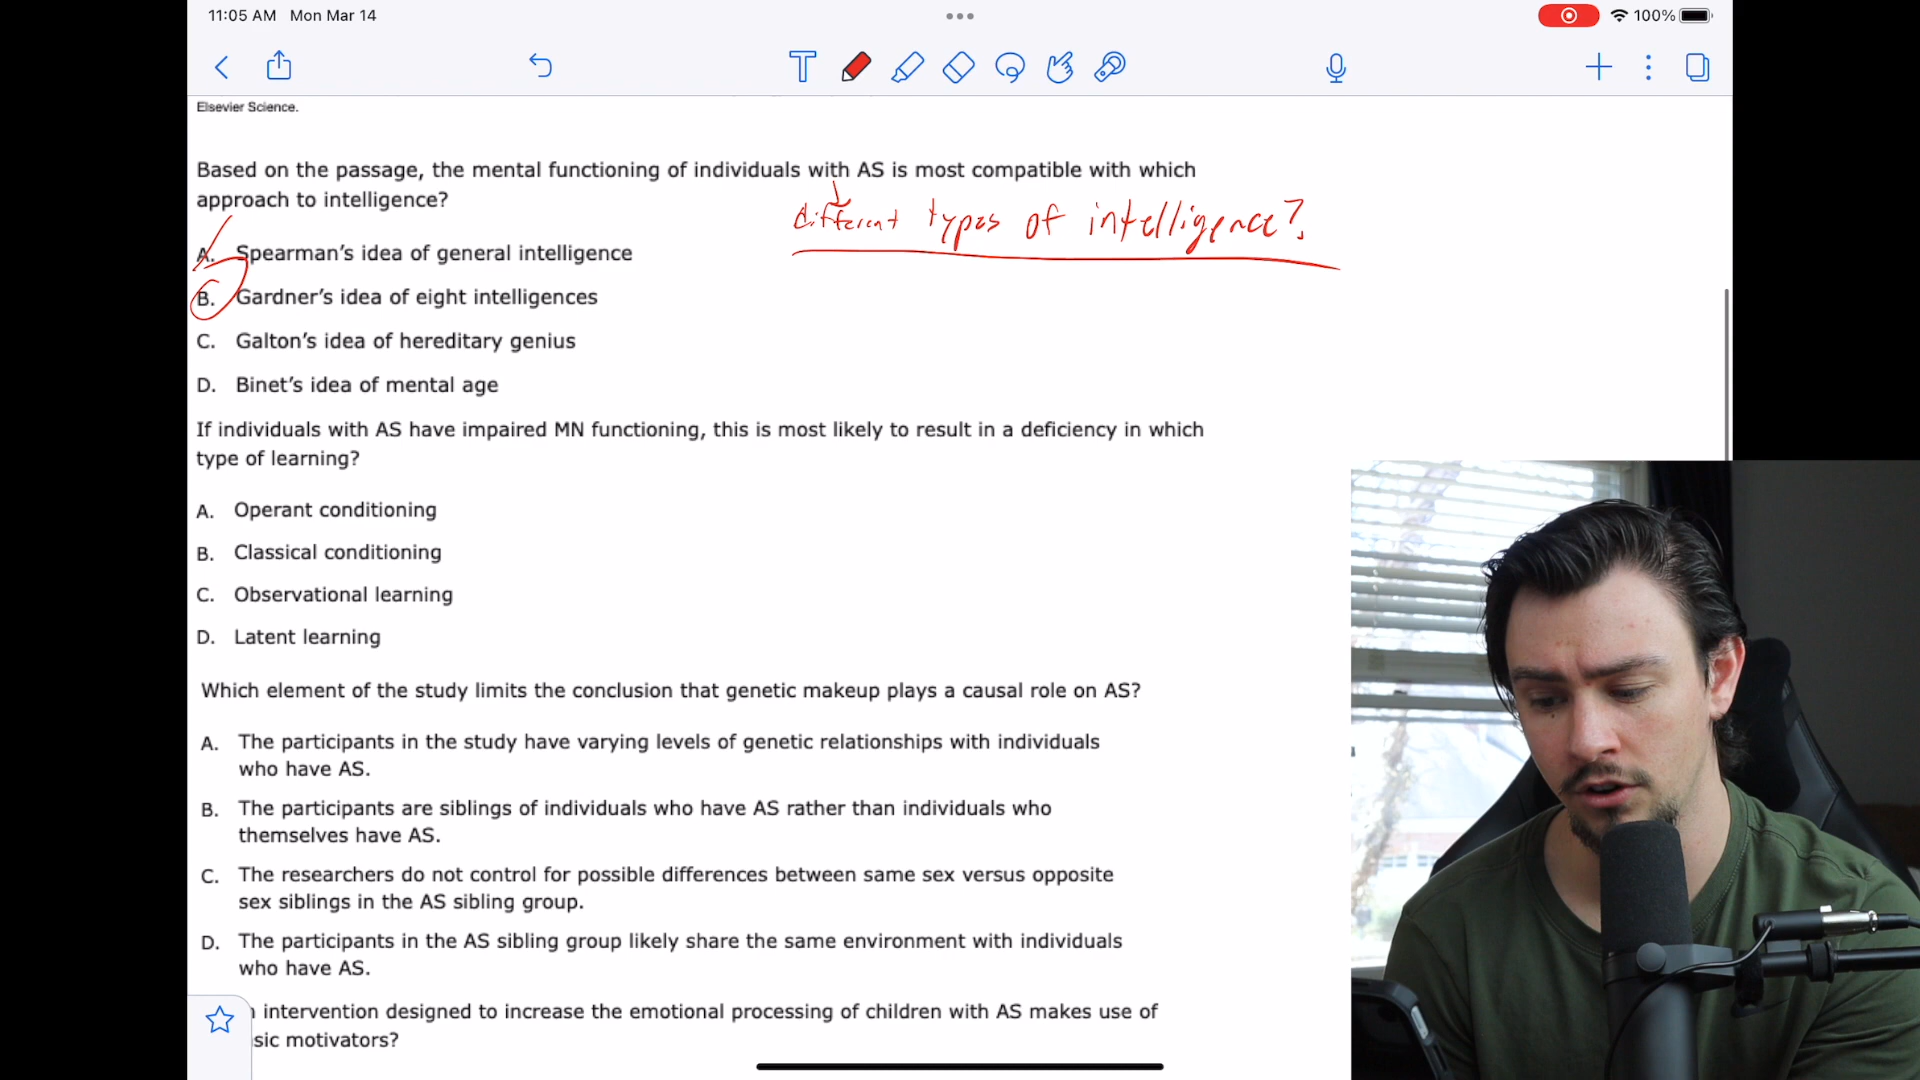 11:05 AM Mon Mar 14
100%
Elsevier Science.
Based on the passage, the mental functioning of individuals with AS is most compatible with which
approach to intelligence?
different types of intelligence?
A. Spearman's idea of general intelligence
B. Gardner's idea of eight intelligences
C. Galton's idea of hereditary genius
D. Binet's idea of mental age
If individuals with AS have impaired MN functioning, this is most likely to result in a deficiency in which
type of learning?
A. Operant conditioning
B. Classical conditioning
C. Observational learning
D. Latent learning
Which element of the study limits the conclusion that genetic makeup plays a causal role on AS?
A. The participants in the study have varying levels of genetic relationships with individuals
who have AS.
B. The participants are siblings of individuals who have AS rather than individuals who
themselves have AS.
C. The researchers do not control for possible differences between same sex versus opposite
sex siblings in the AS sibling group.
D. The participants in the AS sibling group likely share the same environment with individuals
who have AS.
intervention designed to increase the emotional processing of children with AS makes use of
sic motivators?